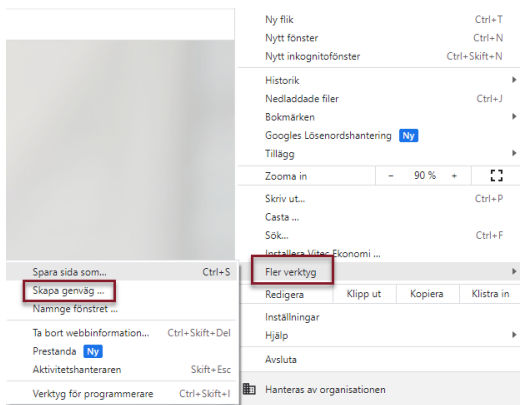 Ny flik Ctrl+T
Nytt fönster Ctrl+N
Nytt inkognitofönster Ctrl+Skift+N
Historik
Nedladdade filer Ctrl+J
Bokmärken
Googles Lösenordshantering Ny
Tillägg
Zooma in - 90 % +
Skriv ut... Ctrl+P
Casta ...
Sök... Ctrl+F
Installera Vitec Ekonomi ...
Fler verktyg
Redigera Klipp ut Kopiera Klistra in
Inställningar
Hjälp
Avsluta
Hanteras av organisationen
Spara sida som... Ctrl+S
Skapa genväg ...
Namnge fönstret ...
Ta bort webbinformation... Ctrl+Skift+Del
Prestanda Ny
Aktivitetshanteraren Skift+Esc
Verktyg för programmerare Ctrl+Skift+I